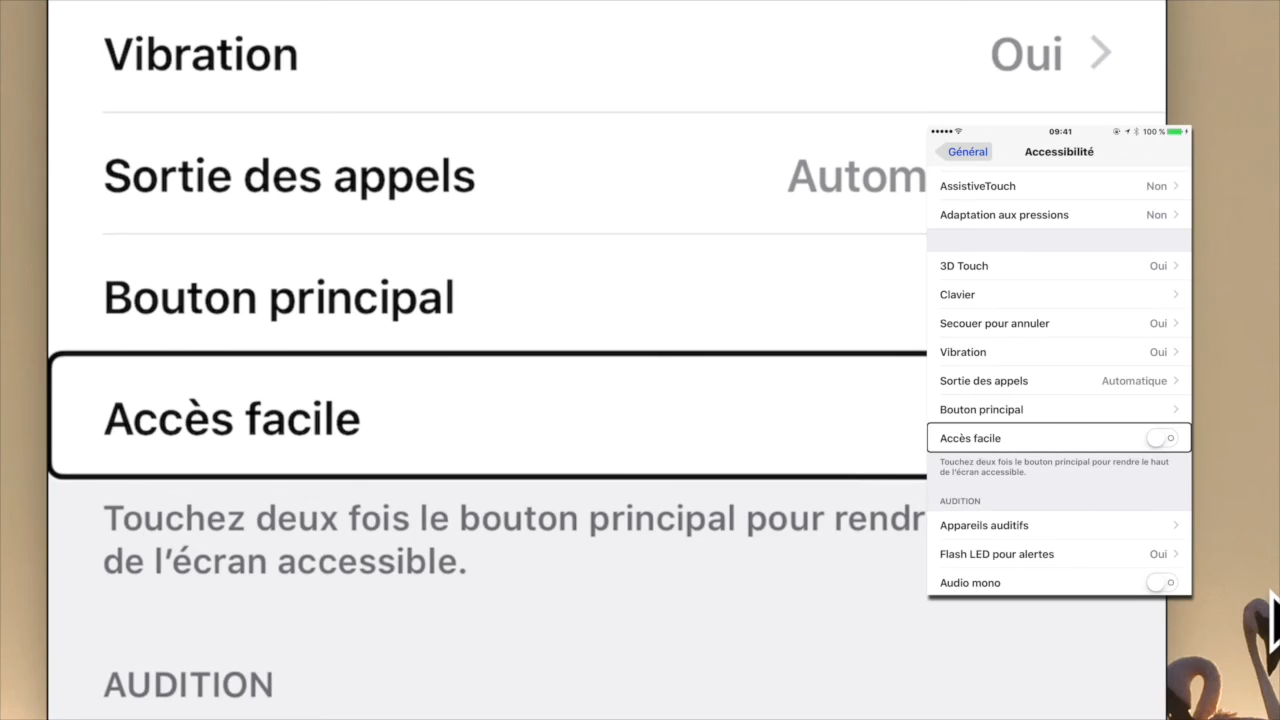 Vibration Oui
Sortie des appels Autom
Bouton principal
Accès facile
Touchez deux fois le bouton principal pour rendr
de l’écran accessible.
AUDITION
09:41 100 %
Général Accessibilité
AssistiveTouch Non
Adaptation aux pressions Non
3D Touch Oui
Clavier
Secouer pour annuler Oui
Vibration Oui
Sortie des appels Automatique
Bouton principal
Accès facile
Touchez deux fois le bouton principal pour rendre le haut
de l’écran accessible.
AUDITION
Appareils auditifs
Flash LED pour alertes Oui
Audio mono